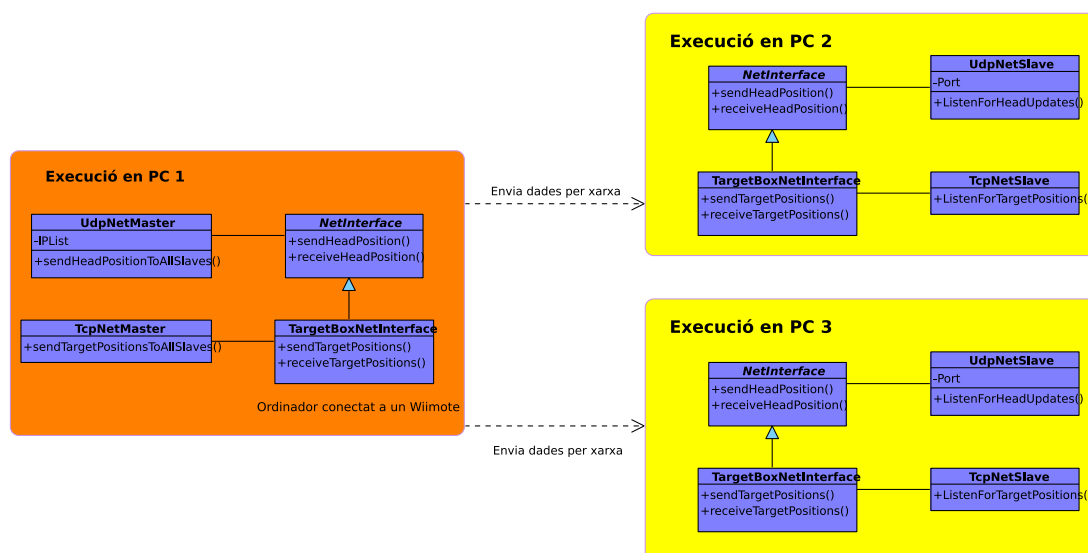 Execució en PC 1
UdpNetMaster
-IPList
+sendHeadPositionToAllSlaves()
NetInterface
+sendHeadPosition()
+receiveHeadPosition()
TcpNetMaster
+sendTargetPositionsToAllSlaves()
TargetBoxNetInterface
+sendTargetPositions()
+receiveTargetPositions()
Ordinador conectat a un Wiimote
Envia dades per xarxa
Envia dades per xarxa
Execució en PC 2
NetInterface
+sendHeadPosition()
+receiveHeadPosition()
UdpNetSlave
-Port
+ListenForHeadUpdates()
TargetBoxNetInterface
+sendTargetPositions()
+receiveTargetPositions()
TcpNetSlave
+ListenForTargetPositions()
Execució en PC 3
NetInterface
+sendHeadPosition()
+receiveHeadPosition()
UdpNetSlave
-Port
+ListenForHeadUpdates()
TargetBoxNetInterface
+sendTargetPositions()
+receiveTargetPositions()
TcpNetSlave
+ListenForTargetPositions()